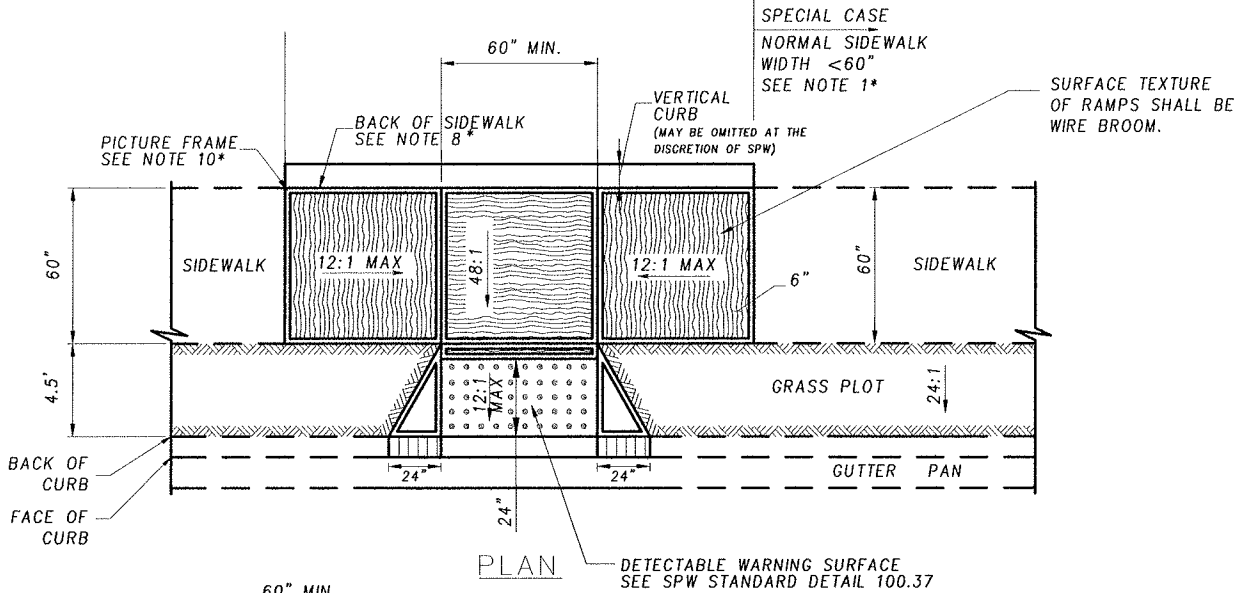 SPECIAL CASE
NORMAL SIDEWALK
WIDTH <60"
SEE NOTE 1*
60" MIN.
SURFACE TEXTURE
OF RAMPS SHALL BE
WIRE BROOM.
VERTICAL
CURB
(MAY BE OMITTED AT THE
DISCRETION OF SPW)
BACK OF SIDEWALK
SEE NOTE 8*
PICTURE FRAME
SEE NOTE 10*
60"
SIDEWALK
12:1 MAX
48:1
12:1 MAX
6"
60"
SIDEWALK
4.5'
12:1
MAX
GRASS PLOT
24:1
BACK OF
CURB
24"
24"
GUTTER PAN
FACE OF
CURB
24"
PLAN
DETECTABLE WARNING SURFACE
SEE SPW STANDARD DETAIL 100.37
60" MIN